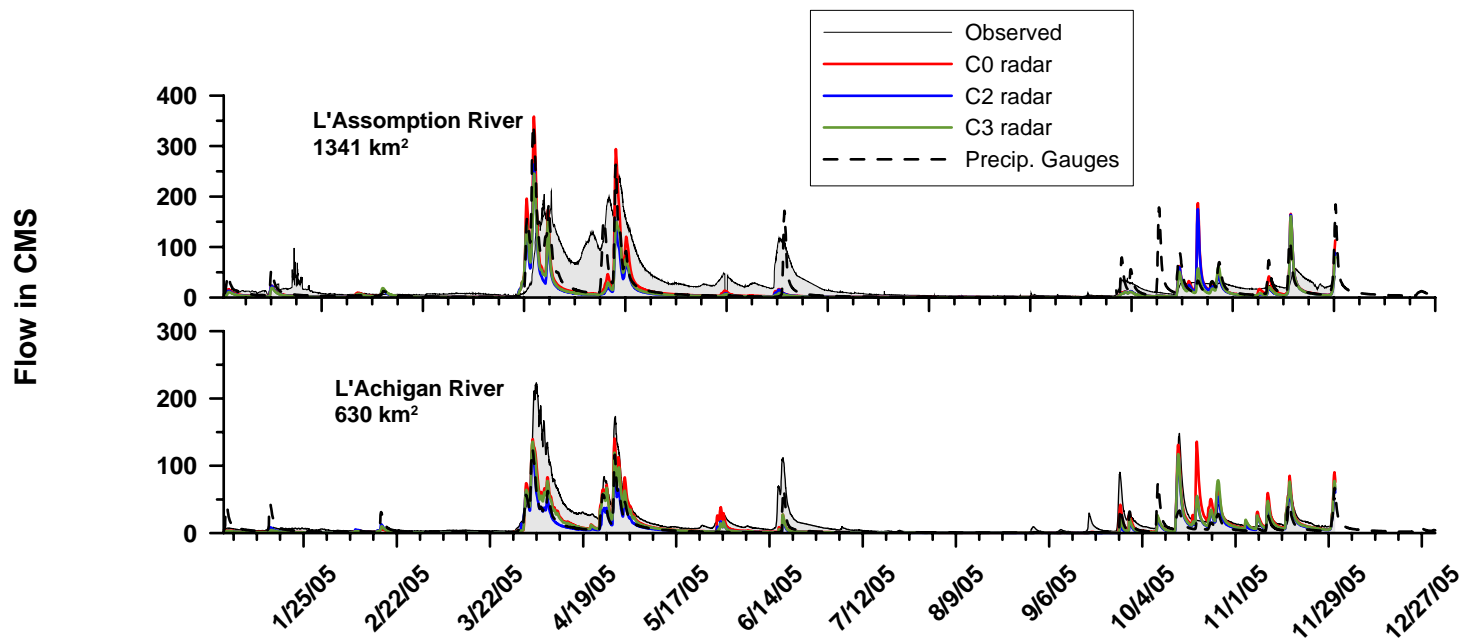 Observed
C0 radar
C2 radar
C3 radar
Precip. Gauges
Flow in CMS
400
300
200
100
0
L'Assomption River
1341 km²
300
200
100
0
L'Achigan River
630 km²
1/25/05
2/22/05
3/22/05
4/19/05
5/17/05
6/14/05
7/12/05
8/9/05
9/6/05
10/4/05
11/1/05
11/29/05
12/27/05